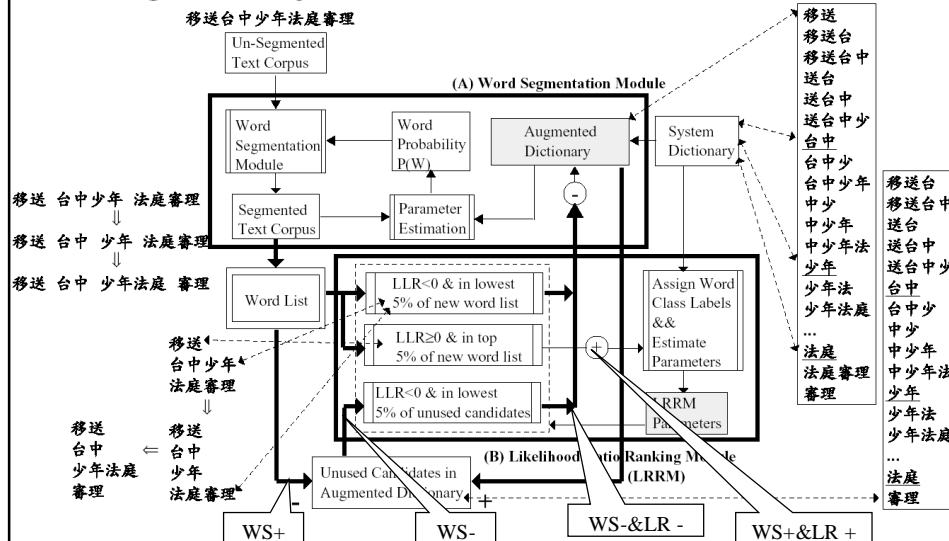 移送台中少年法庭審理
Un-Segmented
Text Corpus
(A) Word Segmentation Module
Word
Segmentation
Module
Word
Probability
P(W)
Augmented
Dictionary
System
Dictionary
-
Segmented
Text Corpus
Parameter
Estimation
移送 台中少年 法庭審理
⇓
移送 台中 少年 法庭審理
⇓
移送 台中 少年法庭 審理
Word List
LLR<0 & in lowest
5% of new word list
LLR≥0 & in top
5% of new word list
LLR<0 & in lowest
5% of unused candidates
+
Assign Word
Class Labels
&&
Estimate
Parameters
LRRM
Parameters
(B) Likelihood Ratio Ranking Module
(LRRM)
移送
台中少年
法庭審理
⇓
移送
台中
少年
法庭審理
⇐
移送
台中
少年法庭
審理
Unused Candidates in
Augmented Dictionary
-
+
WS+
WS-
WS-&LR -
WS+&LR +
移送
移送台
移送台中
送台
送台中
送台中少
台中
台中少
台中少年
中少
中少年
中少年法
少年
少年法
少年法庭
...
法庭
法庭審理
審理
移送台
移送台中
送台
送台中
送台中少
台中
台中少
中少
中少年
中少年法
少年
少年法
少年法庭
...
法庭
審理